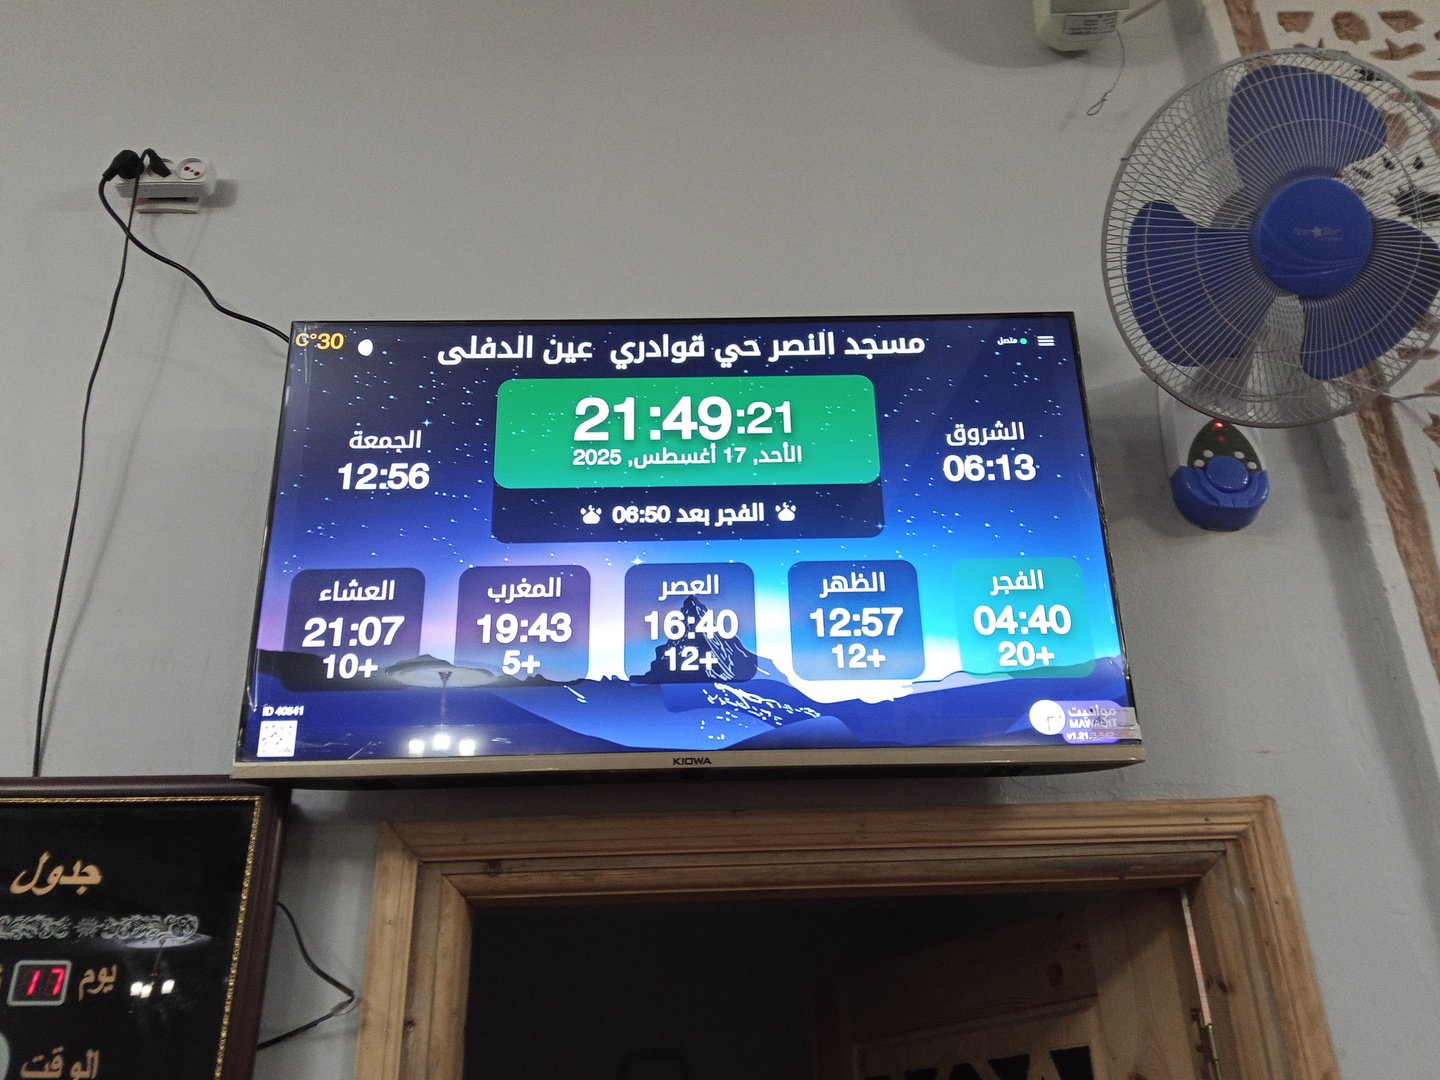 30°C
مسجد النصر حي قوادري عين الدفلى
متصل
21:49:21
الأحد, 17 أغسطس, 2025
الفجر بعد 06:50
الشروق
06:13
الجمعة
12:56
الفجر
04:40
20+
الظهر
12:57
12+
العصر
16:40
12+
المغرب
19:43
5+
العشاء
21:07
10+
ID 40541
مواقيت
MAWAQIT
KIOWA
جدول
يوم 17
الوقت